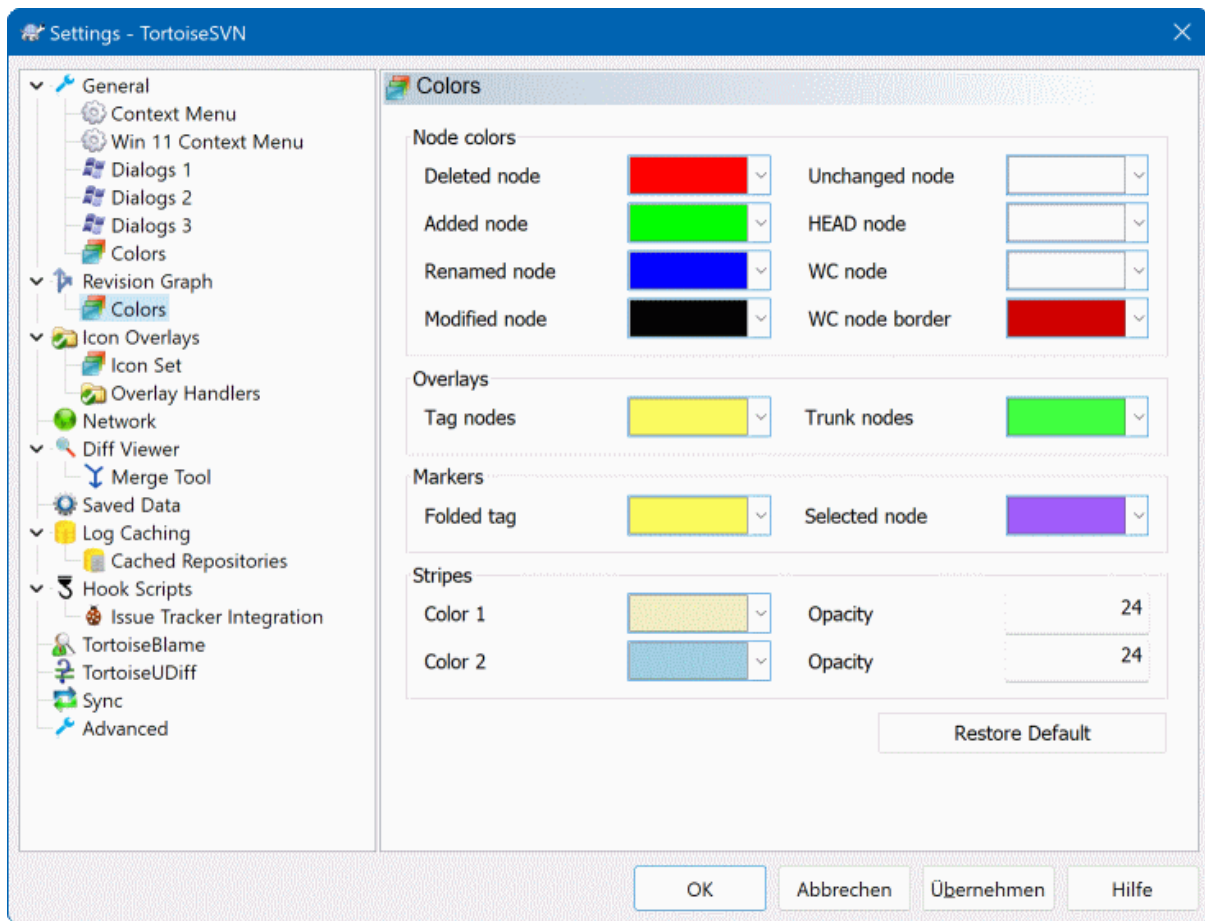 Settings - TortoiseSVN
General
Context Menu
Win 11 Context Menu
Dialogs 1
Dialogs 2
Dialogs 3
Colors
Revision Graph
Colors
Icon Overlays
Icon Set
Overlay Handlers
Network
Diff Viewer
Merge Tool
Saved Data
Log Caching
Cached Repositories
Hook Scripts
Issue Tracker Integration
TortoiseBlame
TortoiseUDiff
Sync
Advanced
Colors
Node colors
Deleted node Unchanged node
Added node HEAD node
Renamed node WC node
Modified node WC node border
Overlays
Tag nodes Trunk nodes
Markers
Folded tag Selected node
Stripes
Color 1 Opacity 24
Color 2 Opacity 24
Restore Default
OK Abbrechen Übernehmen Hilfe